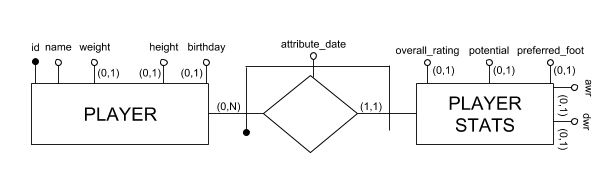 attribute_date
id name weight height birthday
overall_rating potential preferred_foot
(0,1) (0,1) (0,1)
(0,1) (0,1) (0,1)
PLAYER
(0,N)
(1,1)
PLAYER
STATS
awr
(0,1)
dwr
(0,1)